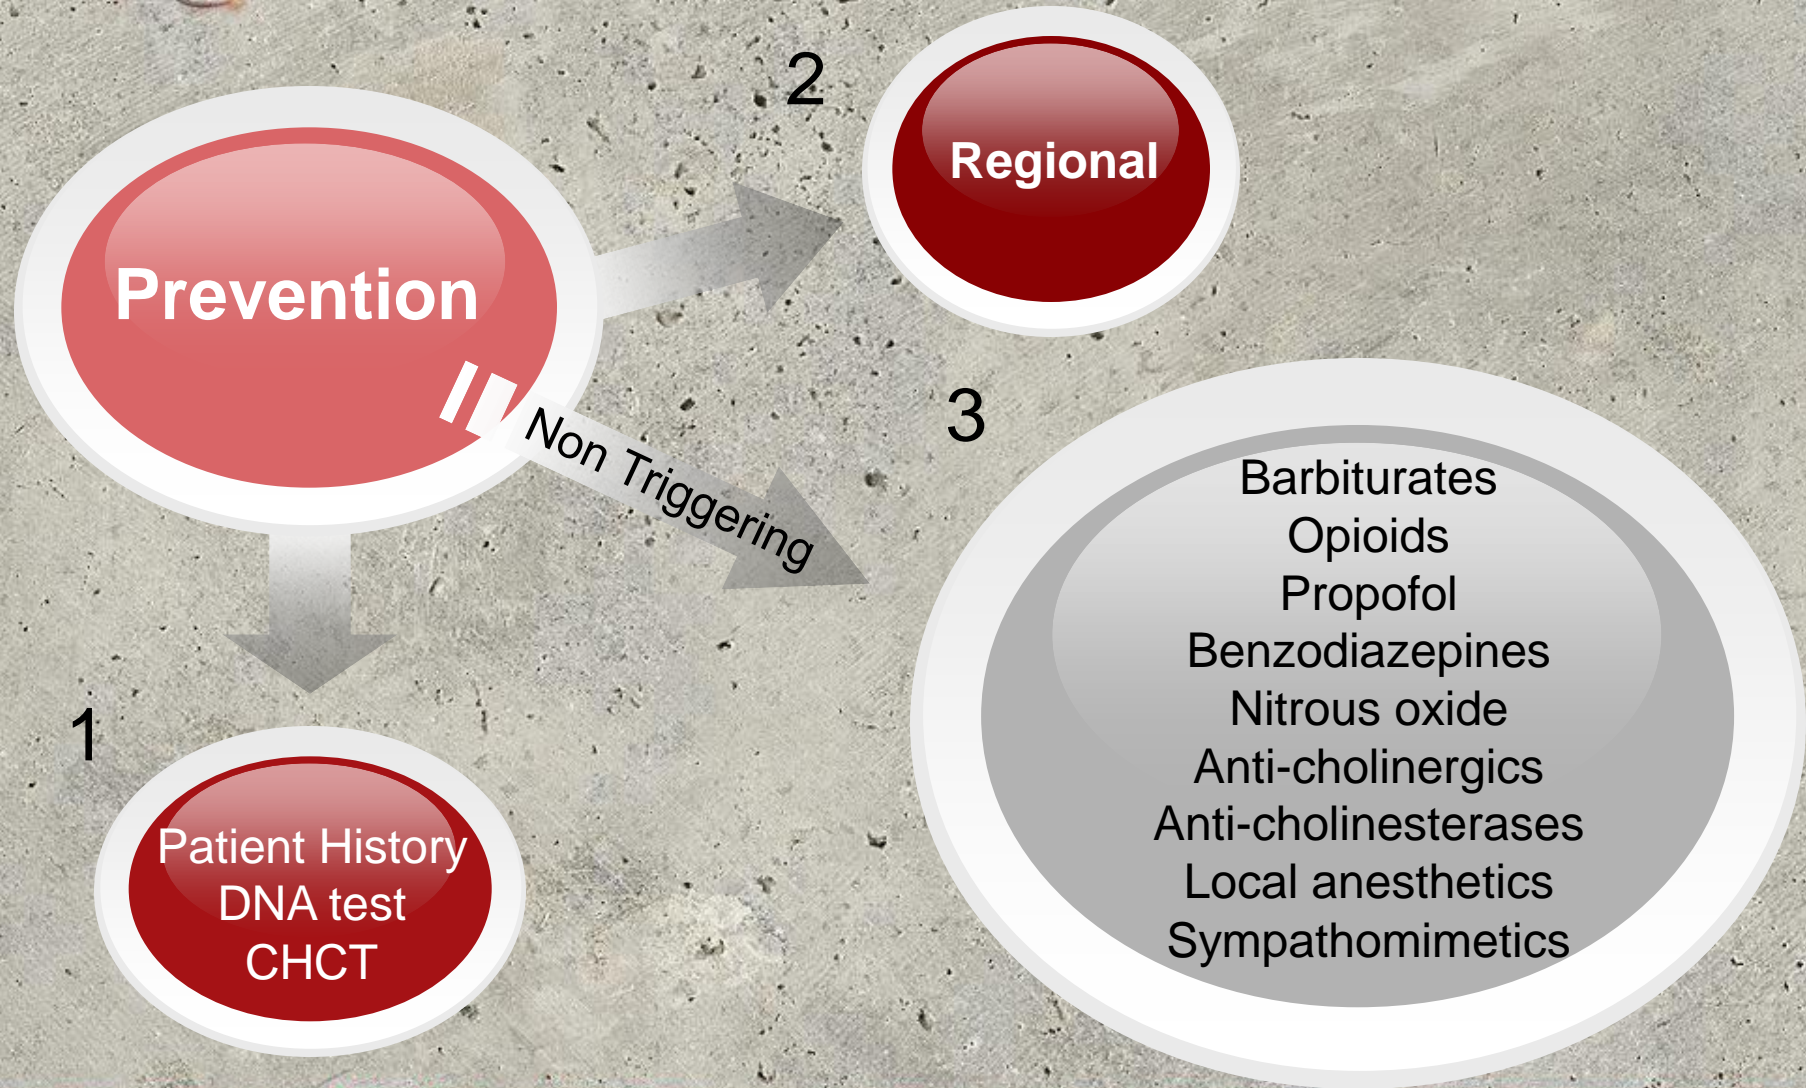 Prevention
1
Patient History
DNA test
CHCT
2
Regional
Non Triggering
3
Barbiturates
Opioids
Propofol
Benzodiazepines
Nitrous oxide
Anti-cholinergics
Anti-cholinesterases
Local anesthetics
Sympathomimetics